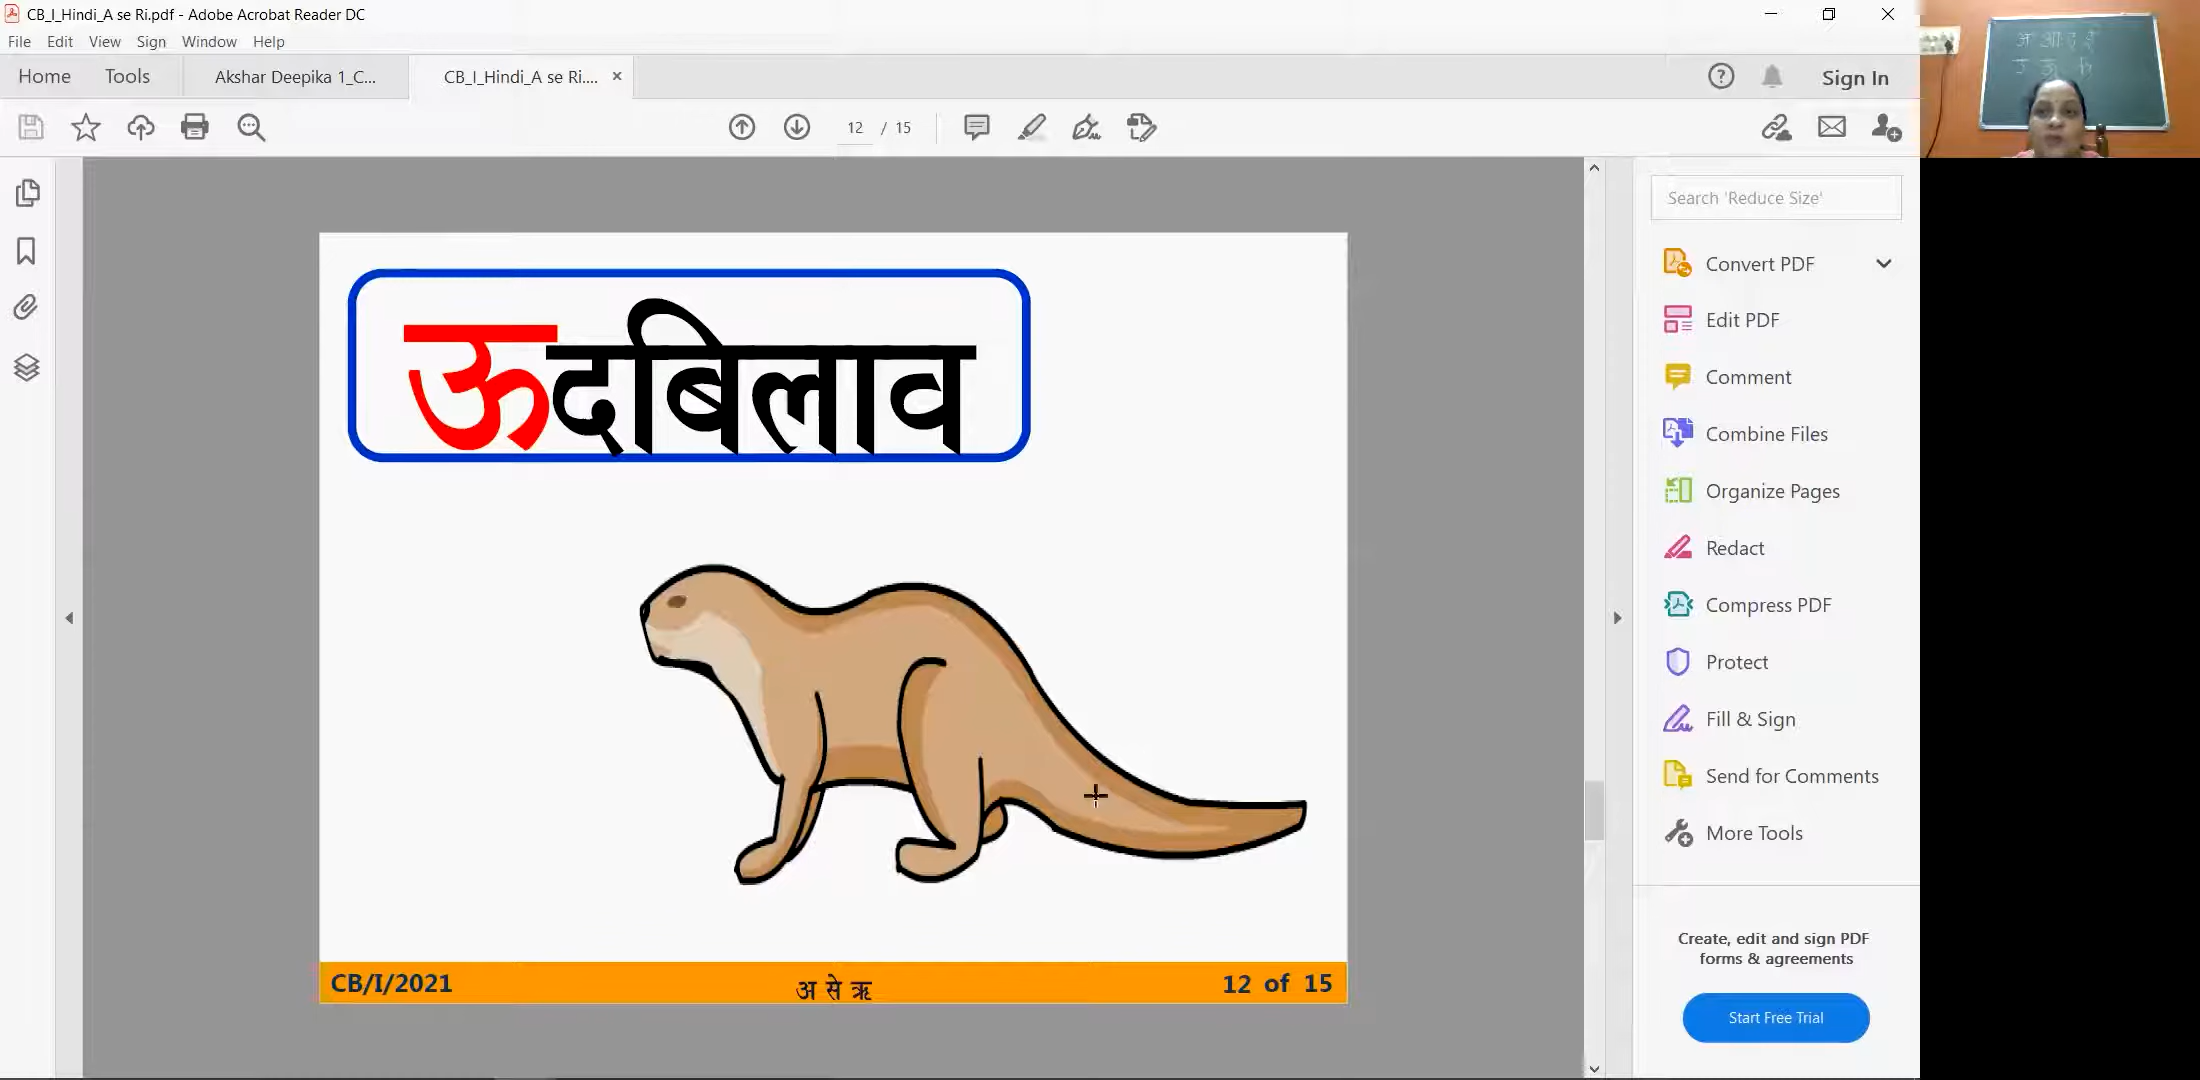 CB_I_Hindi_A se Ri.pdf - Adobe Acrobat Reader DC
File Edit View Sign Window Help
Home Tools Akshar Deepika 1_C... CB_I_Hindi_A se Ri.... × Sign In
12 / 15
Search 'Reduce Size'
Convert PDF
Edit PDF
Comment
Combine Files
Organize Pages
Redact
Compress PDF
Protect
Fill & Sign
Send for Comments
More Tools
Create, edit and sign PDF
forms & agreements
Start Free Trial
ऊदबिलाव
CB/I/2021 अ से ऋ 12 of 15